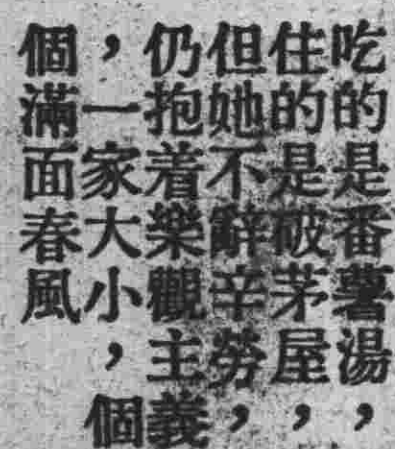 吃的是番薯湯，
住的是破茅屋，
但她不辭辛勞，
仍抱着樂觀主義
，一家大小，個
個滿面春風